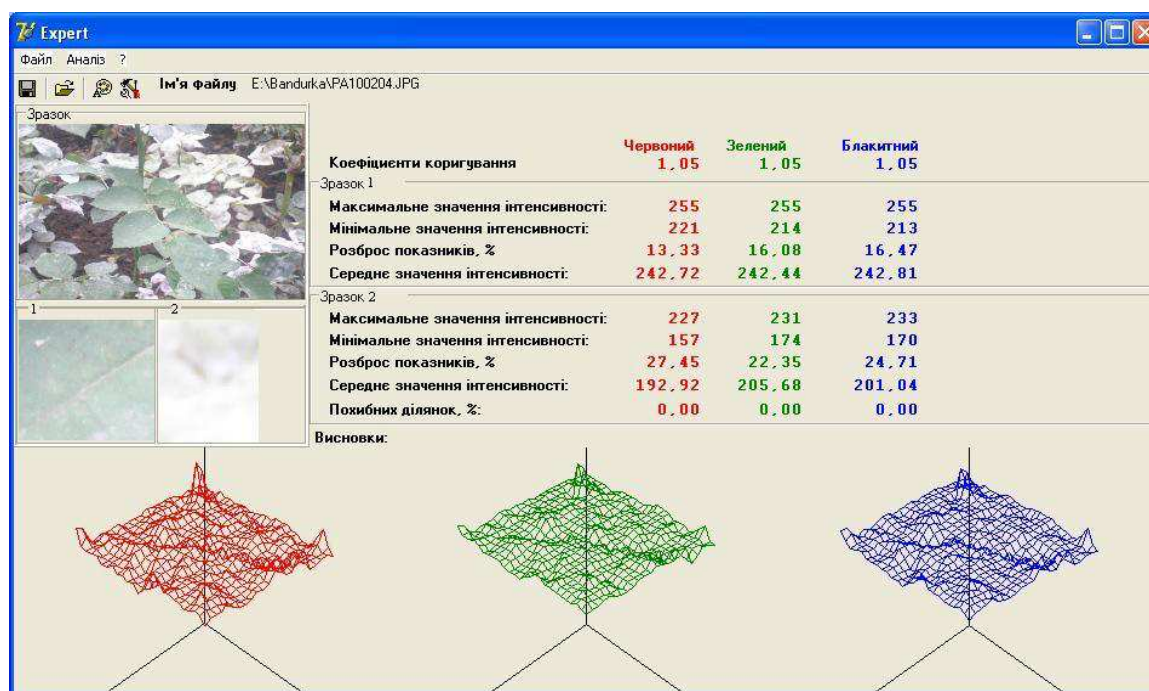 Expert
Файл Аналіз ?
Ім'я файлу E:\Bandurka\PA100204.JPG
Зразок
Червоний Зелений Блакитний
Коефіциенти коригування 1,05 1,05 1,05
Зразок 1
Максимальне значення інтенсивності: 255 255 255
Мінімальне значення інтенсивності: 221 214 213
Розброс показників, % 13,33 16,08 16,47
Середнє значення інтенсивності: 242,72 242,44 242,81
Зразок 2
Максимальне значення інтенсивності: 227 231 233
Мінімальне значення інтенсивності: 157 174 170
Розброс показників, % 27,45 22,35 24,71
Середнє значення інтенсивності: 192,92 205,68 201,04
Похибних ділянок, %: 0,00 0,00 0,00
1 2
Висновки: